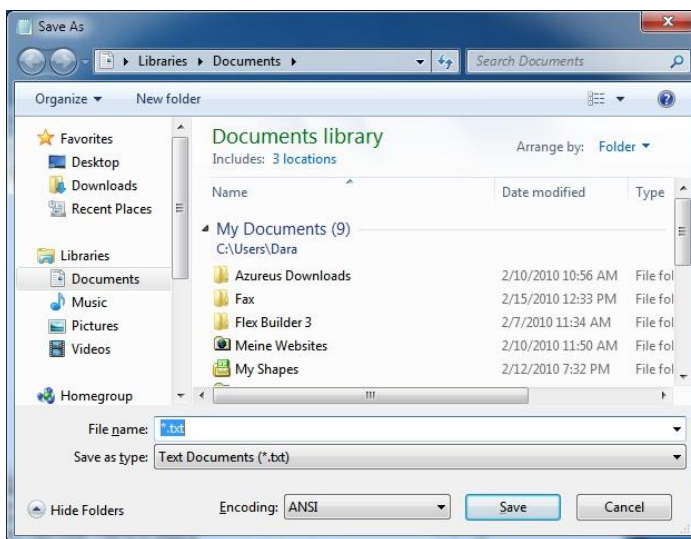 Save As
Libraries Documents
Search Documents
Organize New folder
Favorites
Desktop
Downloads
Recent Places
Libraries
Documents
Music
Pictures
Videos
Homegroup
Documents library
Includes: 3 locations
Arrange by: Folder
Name Date modified Type
My Documents (9)
C:\Users\Dara
Azureus Downloads 2/10/2010 10:56 AM File fol
Fax 2/15/2010 12:33 PM File fol
Flex Builder 3 2/7/2010 11:34 AM File fol
Meine Websites 2/10/2010 11:50 AM File fol
My Shapes 2/12/2010 7:32 PM File fol
File name: *.txt
Save as type: Text Documents (*.txt)
Hide Folders Encoding: ANSI Save Cancel